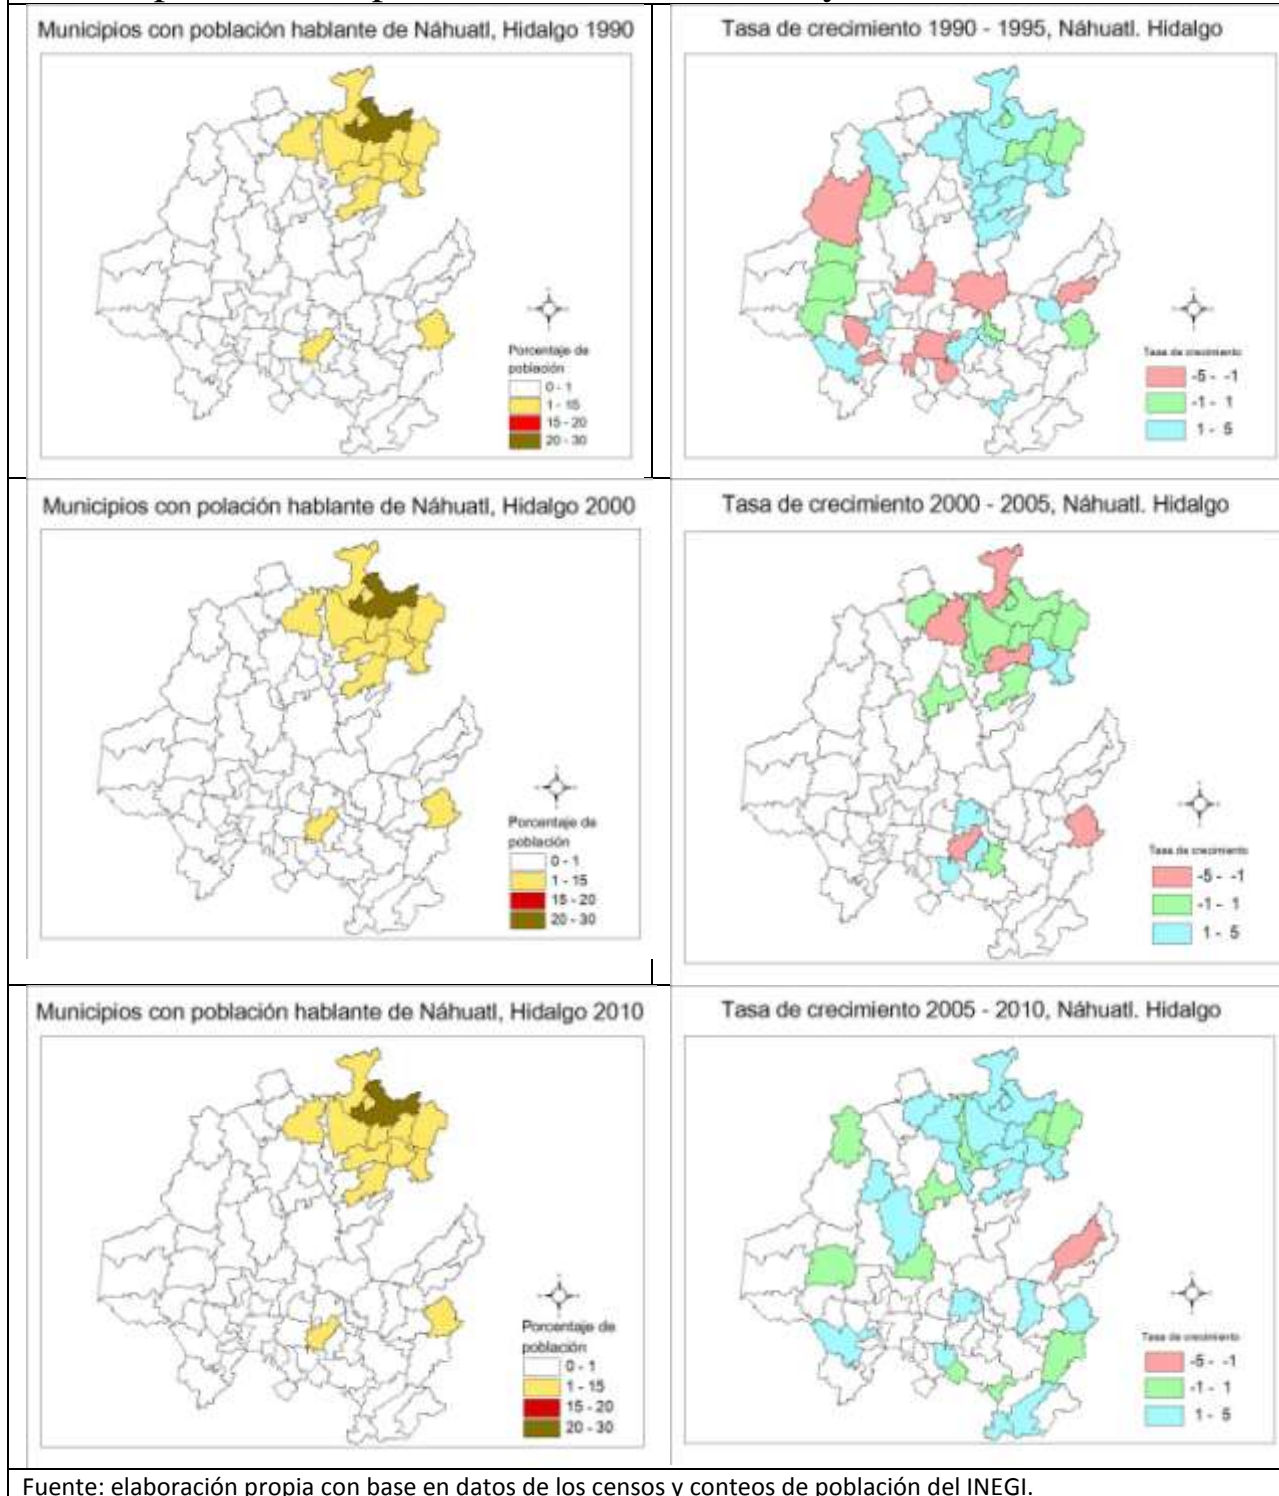 Municipios con población hablante de Náhuatl, Hidalgo 1990
Porcentaje de
población
0 - 1
1 - 15
15 - 20
20 - 30
Tasa de crecimiento 1990 - 1995, Náhuatl. Hidalgo
Tasa de crecimiento
-5 - -1
-1 - 1
1 - 5
Municipios con polación hablante de Náhuatl, Hidalgo 2000
Porcentaje de
población
0 - 1
1 - 15
15 - 20
20 - 30
Tasa de crecimiento 2000 - 2005, Náhuatl. Hidalgo
Tasa de crecimiento
-5 - -1
-1 - 1
1 - 5
Municipios con población hablante de Náhuatl, Hidalgo 2010
Porcentaje de
población
0 - 1
1 - 15
15 - 20
20 - 30
Tasa de crecimiento 2005 - 2010, Náhuatl. Hidalgo
Tasa de crecimiento
-5 - -1
-1 - 1
1 - 5
Fuente: elaboración propia con base en datos de los censos y conteos de población del INEGI.